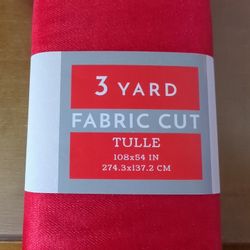 3 YARD
FABRIC CUT
TULLE
108x54 IN
274.3x137.2 CM